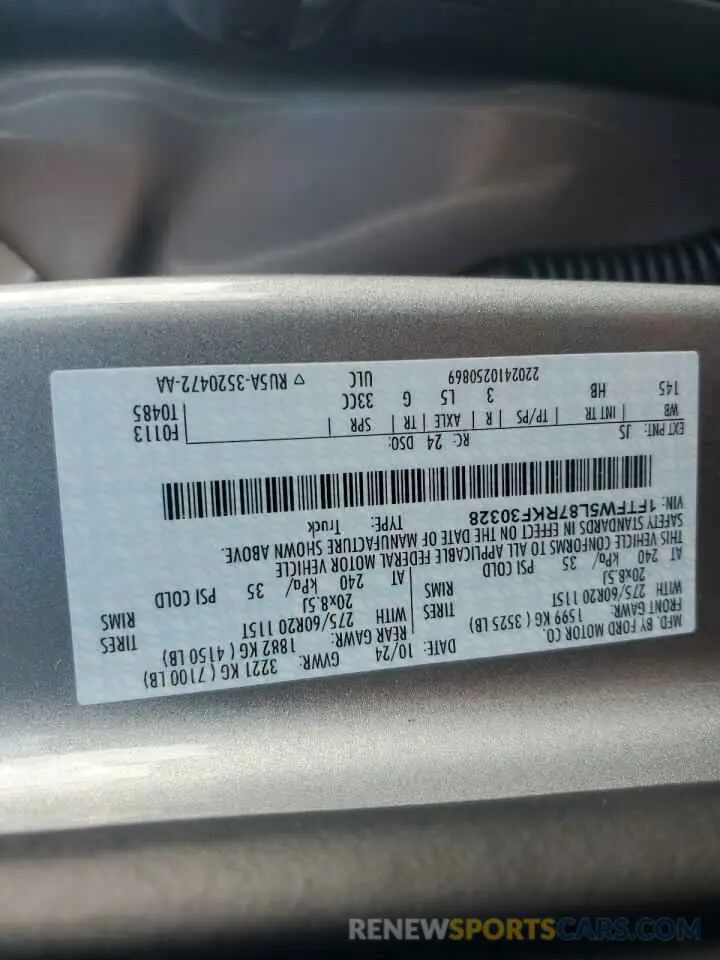 MFD. BY FORD MOTOR CO.
DATE: 10/24 GVWR: 3221 KG ( 7100 LB)
FRONT GAWR: REAR GAWR:
1599 KG ( 3525 LB) 1882 KG ( 4150 LB)
WITH 275/60R20 115T TIRES WITH 275/60R20 115T TIRES
20x8.5J RIMS 20x8.5J RIMS
AT 240 kPa/ 35 PSI COLD AT 240 kPa/ 35 PSI COLD
THIS VEHICLE CONFORMS TO ALL APPLICABLE FEDERAL MOTOR VEHICLE
SAFETY STANDARDS IN EFFECT ON THE DATE OF MANUFACTURE SHOWN ABOVE.
VIN: 1FTFW5L87RKF30328 TYPE: Truck
F0113
T0485
EXT PNT: JS RC: 24 DSO:
WB | INT TR | TP/PS | R | AXLE | TR | SPR
145 HB 3 L5 G 33CC
2202410250869 ULC ▽ RU5A-3S20472-AA
RENEWSPORTSCARS.COM